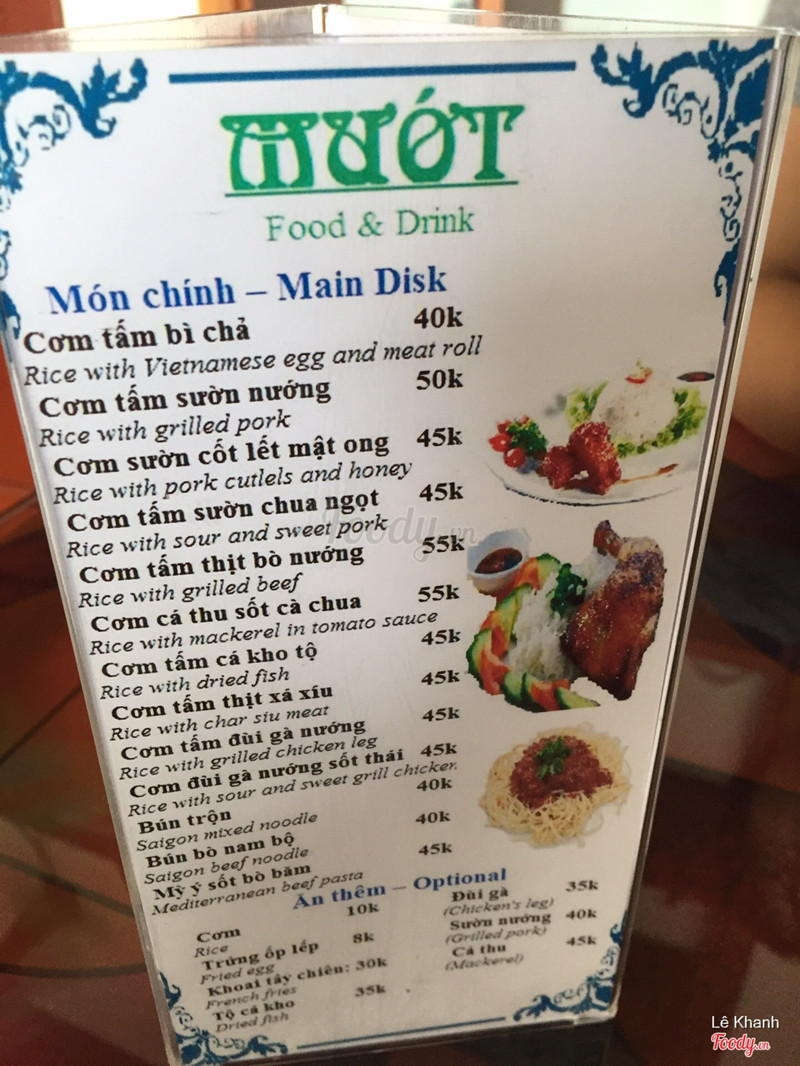 MƯỚT
Food & Drink
Món chính – Main Disk
Cơm tấm bì chả 40k
Rice with Vietnamese egg and meat roll
Cơm tấm sườn nướng 50k
Rice with grilled pork
Cơm sườn cốt lết mật ong 45k
Rice with pork cutlels and honey
Cơm tấm sườn chua ngọt 45k
Rice with sour and sweet pork
Cơm tấm thịt bò nướng 55k
Rice with grilled beef
Cơm cá thu sốt cà chua 55k
Rice with mackerel in tomato sauce
Cơm tấm cá kho tộ 45k
Rice with dried fish
Cơm tấm thịt xá xíu 45k
Rice with char siu meat
Cơm tấm đùi gà nướng 45k
Rice with grilled chicken leg
Cơm đùi gà nướng sốt thái 45k
Rice with sour and sweet grill chicken.
Bún trộn 40k
Saigon mixed noodle
Bún bò nam bộ 40k
Saigon beef noodle
Mỳ ý sốt bò băm 45k
Mediterranean beef pasta
Ăn thêm – Optional
Cơm 10k
Rice
Trứng ốp lếp 8k
Fried egg
Khoai tây chiên: 30k
French fries
Tộ cá kho 35k
Dried fish
Đùi gà 35k
(Chicken's leg)
Sườn nướng 40k
(Grilled pork)
Cá thu 45k
(Mackerel)
Foody.vn
Lê Khanh
Foody.vn